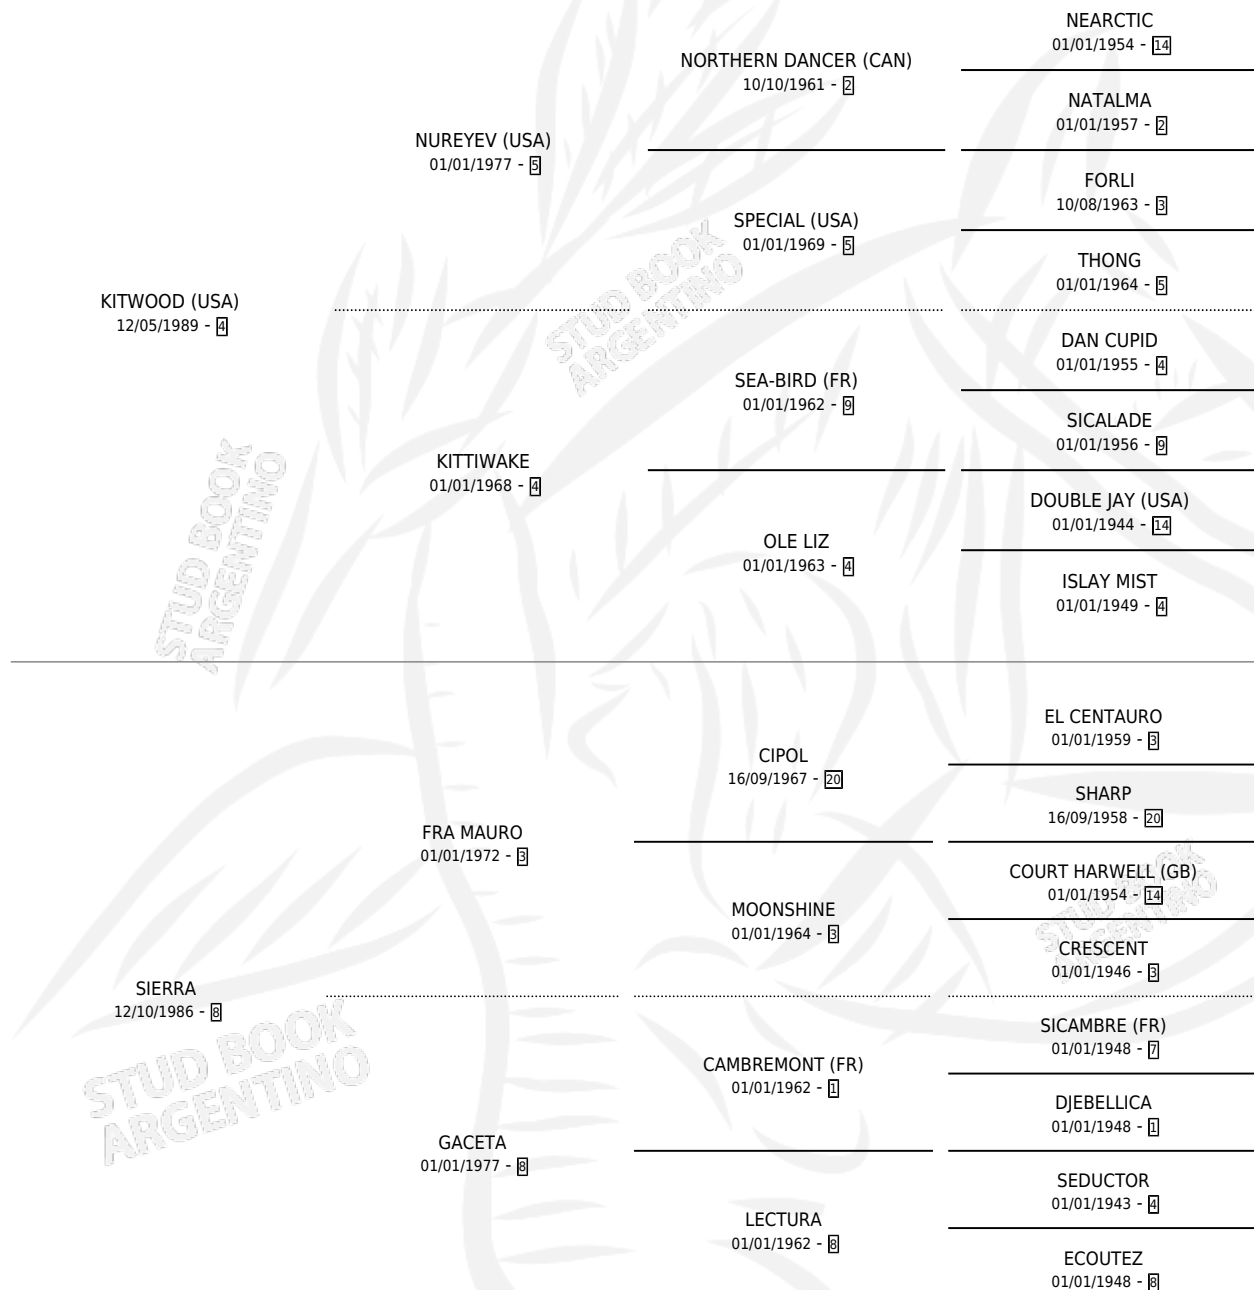 NEARCTIC
01/01/1954 - 14
NORTHERN DANCER (CAN)
10/10/1961 - 2
NATALMA
01/01/1957 - 2
NUREYEV (USA)
01/01/1977 - 5
FORLI
10/08/1963 - 3
SPECIAL (USA)
01/01/1969 - 5
THONG
01/01/1964 - 5
KITWOOD (USA)
12/05/1989 - 4
DAN CUPID
01/01/1955 - 4
SEA-BIRD (FR)
01/01/1962 - 9
SICALADE
01/01/1956 - 9
KITTIWAKE
01/01/1968 - 4
DOUBLE JAY (USA)
01/01/1944 - 14
OLE LIZ
01/01/1963 - 4
ISLAY MIST
01/01/1949 - 4
EL CENTAURO
01/01/1959 - 3
CIPOL
16/09/1967 - 20
SHARP
16/09/1958 - 20
FRA MAURO
01/01/1972 - 3
COURT HARWELL (GB)
01/01/1954 - 14
MOONSHINE
01/01/1964 - 3
CRESCENT
01/01/1946 - 3
SIERRA
12/10/1986 - 8
SICAMBRE (FR)
01/01/1948 - 7
CAMBREMONT (FR)
01/01/1962 - 1
DJEBELLICA
01/01/1948 - 1
GACETA
01/01/1977 - 8
SEDUCTOR
01/01/1943 - 4
LECTURA
01/01/1962 - 8
ECOUTEZ
01/01/1948 - 8
STUD BOOK
ARGENTINO
STUD BOOK
ARGENTINO
STUD BOOK
ARGENTINO
STUD BOOK
ARGENTINO